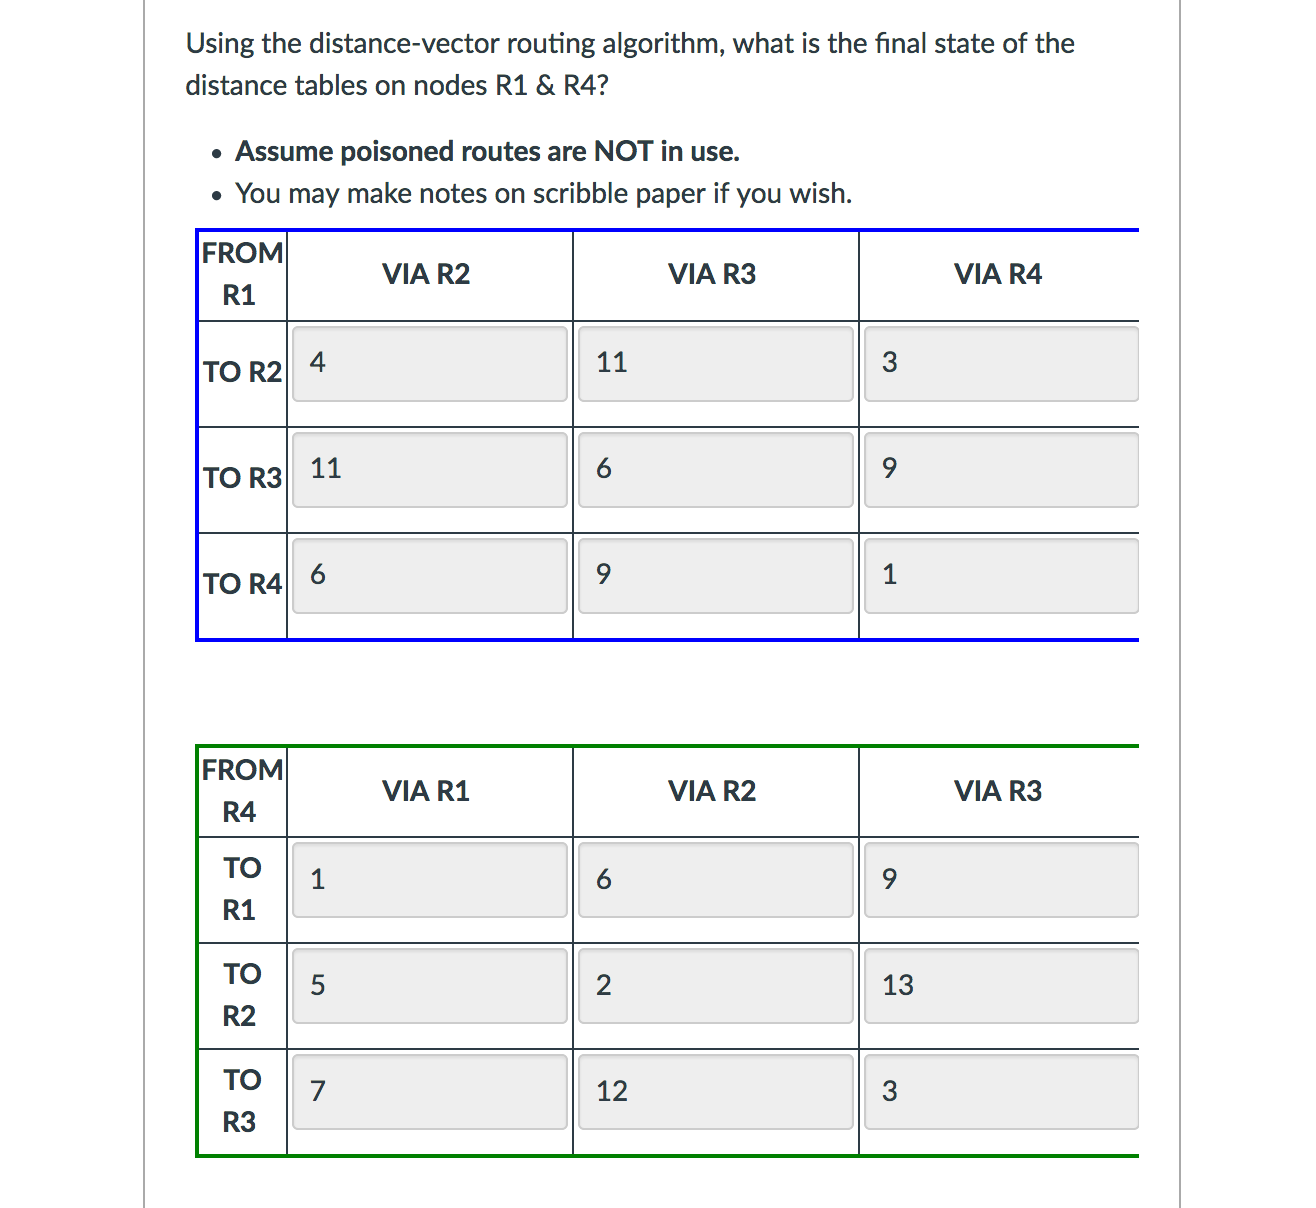 Using the distance-vector routing algorithm, what is the final state of the
distance tables on nodes R1 & R4?
• Assume poisoned routes are NOT in use.
• You may make notes on scribble paper if you wish.
FROM R1 VIA R2 VIA R3 VIA R4
TO R2 4 11 3
TO R3 11 6 9
TO R4 6 9 1
FROM R4 VIA R1 VIA R2 VIA R3
TO R1 1 6 9
TO R2 5 2 13
TO R3 7 12 3